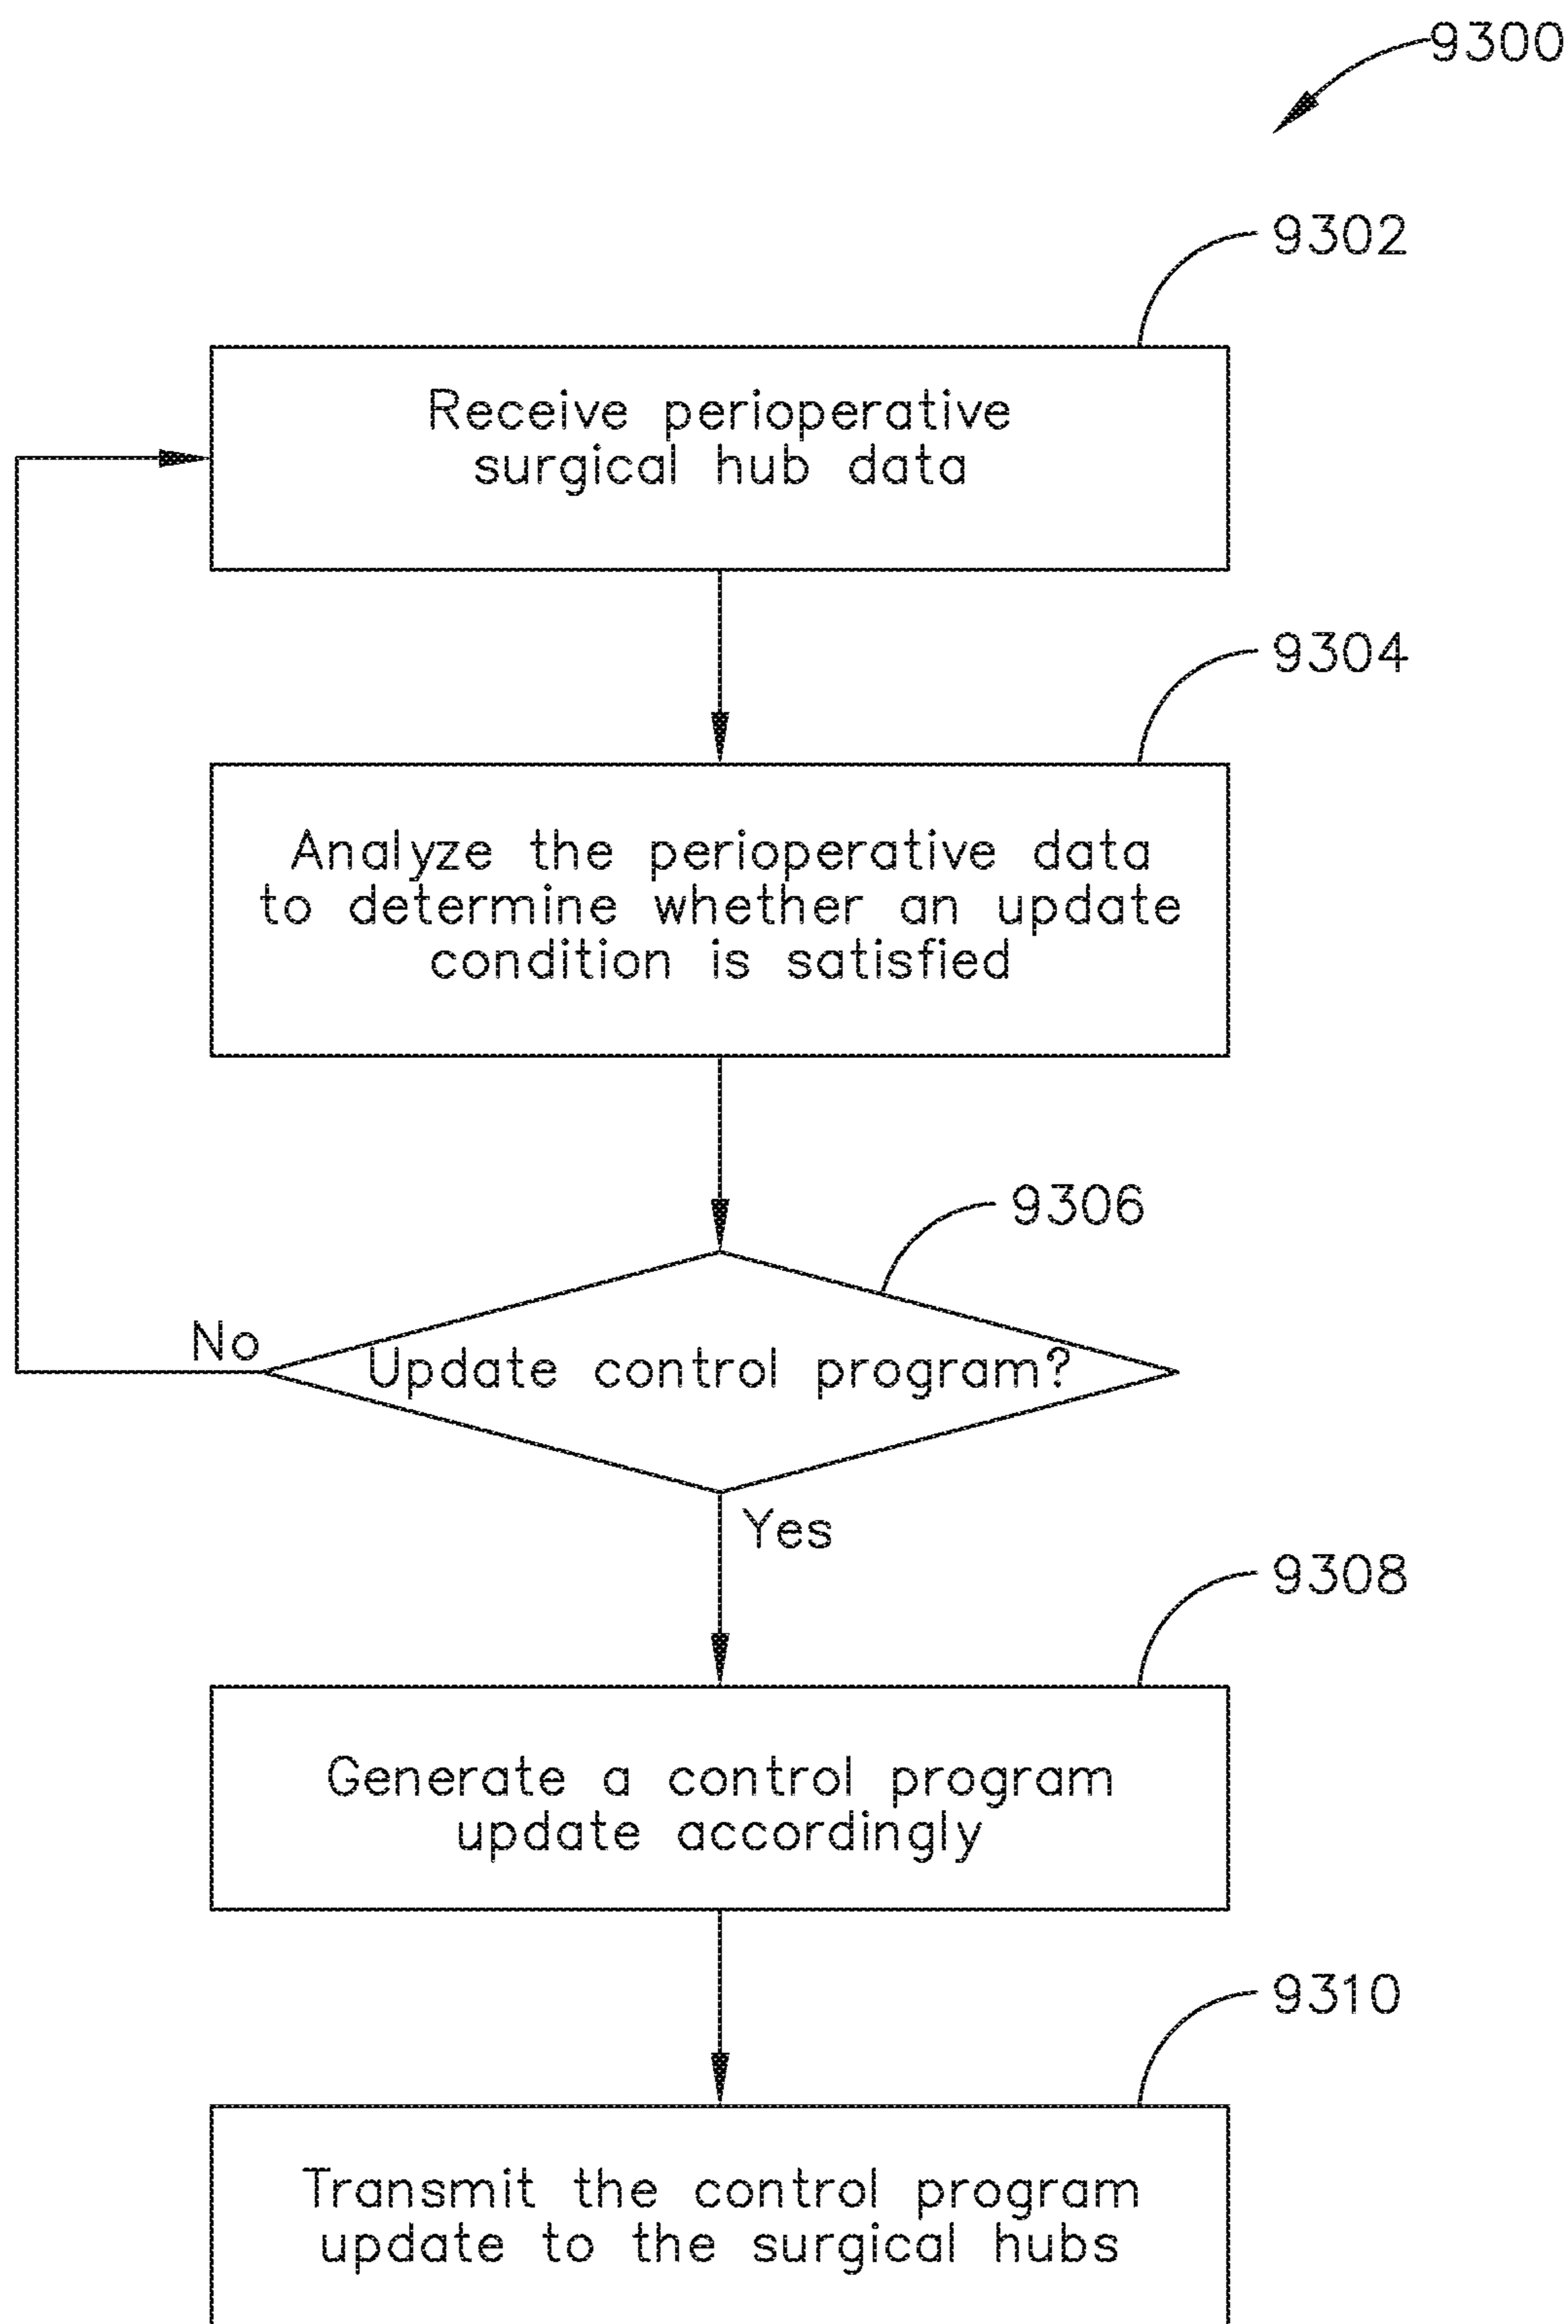 9300
9302
Receive perioperative
surgical hub data
9304
Analyze the perioperative data
to determine whether an update
condition is satisfied
9306
No
Update control program?
Yes
9308
Generate a control program
update accordingly
9310
Transmit the control program
update to the surgical hubs